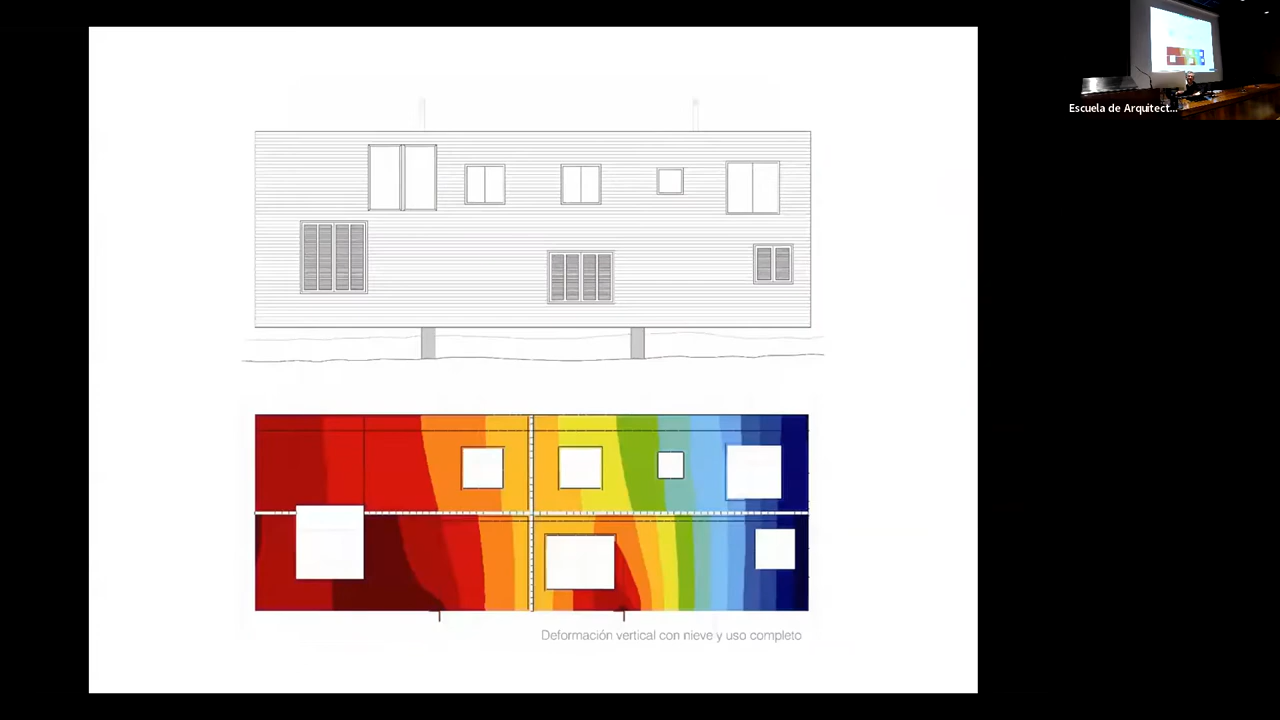 Escuela de Arquitect...
Deformación vertical con nieve y uso completo